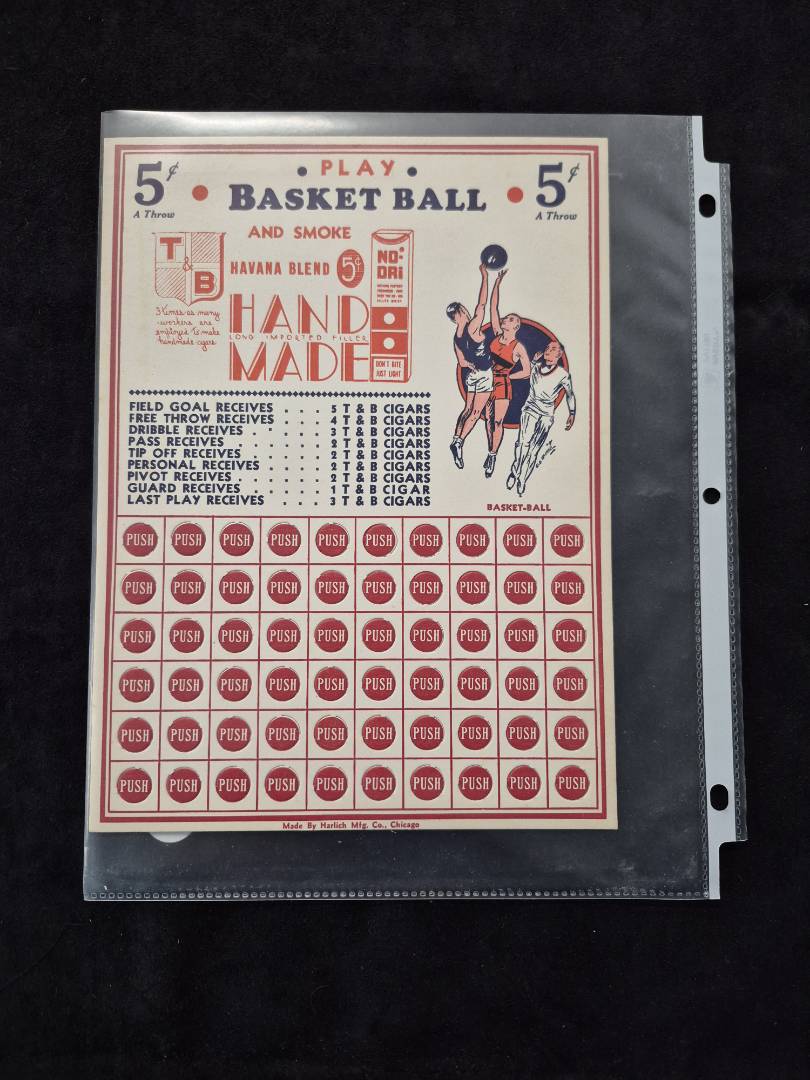 5¢
A Throw
• PLAY •
• BASKET BALL •
5¢
A Throw
AND SMOKE
T & B
HAVANA BLEND 5¢
NO-DRI
3 times as many
workers are
employed to make
handmade cigars
HAND
LONG IMPORTED FILLER
MADE
DON'T BITE
JUST LIGHT
FIELD GOAL RECEIVES . . . 5 T & B CIGARS
FREE THROW RECEIVES . . . 4 T & B CIGARS
DRIBBLE RECEIVES . . . . . 3 T & B CIGARS
PASS RECEIVES . . . . . . 2 T & B CIGARS
TIP OFF RECEIVES . . . . . 2 T & B CIGARS
PERSONAL RECEIVES . . . . 2 T & B CIGARS
PIVOT RECEIVES . . . . . . 2 T & B CIGARS
GUARD RECEIVES . . . . . 1 T & B CIGAR
LAST PLAY RECEIVES . . . 3 T & B CIGARS
BASKET-BALL
PUSH PUSH PUSH PUSH PUSH PUSH PUSH PUSH PUSH PUSH
PUSH PUSH PUSH PUSH PUSH PUSH PUSH PUSH PUSH PUSH
PUSH PUSH PUSH PUSH PUSH PUSH PUSH PUSH PUSH PUSH
PUSH PUSH PUSH PUSH PUSH PUSH PUSH PUSH PUSH PUSH
PUSH PUSH PUSH PUSH PUSH PUSH PUSH PUSH PUSH PUSH
PUSH PUSH PUSH PUSH PUSH PUSH PUSH PUSH PUSH PUSH
Made By Harlich Mfg. Co., Chicago